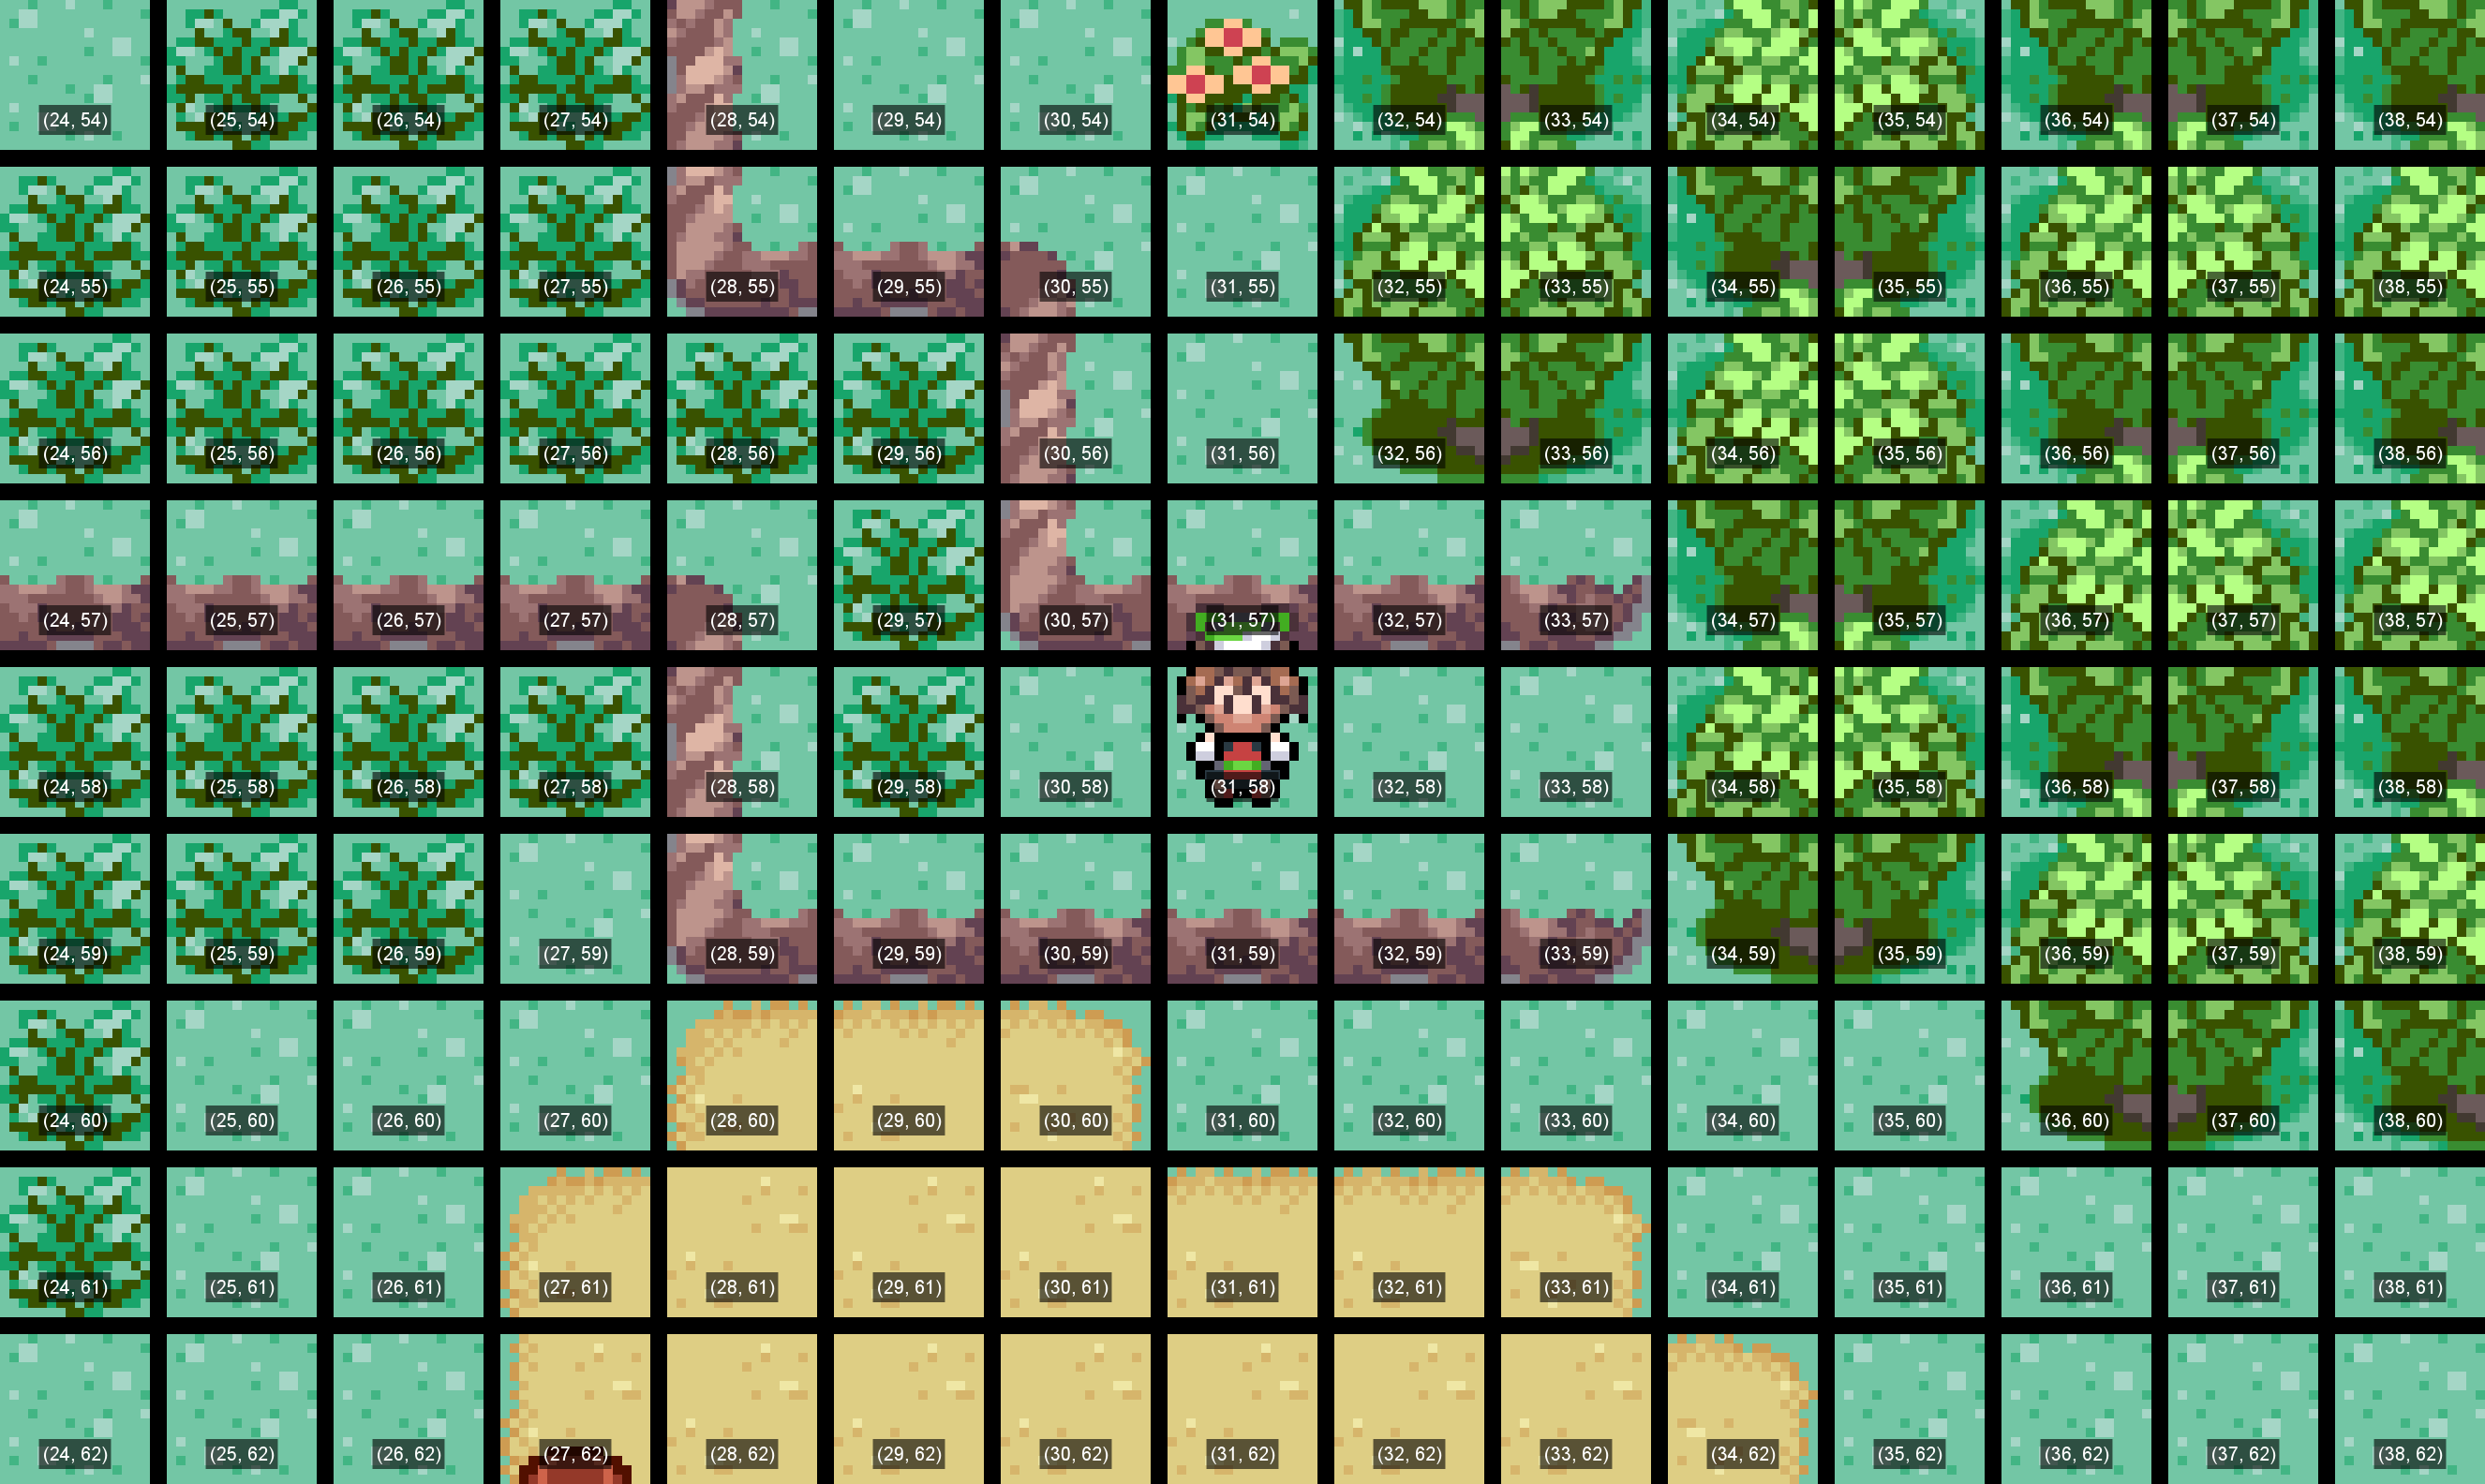 (24, 54) (25, 54) (26, 54) (27, 54) (28, 54) (29, 54) (30, 54) (31, 54) (32, 54) (33, 54) (34, 54) (35, 54) (36, 54) (37, 54) (38, 54)
(24, 55) (25, 55) (26, 55) (27, 55) (28, 55) (29, 55) (30, 55) (31, 55) (32, 55) (33, 55) (34, 55) (35, 55) (36, 55) (37, 55) (38, 55)
(24, 56) (25, 56) (26, 56) (27, 56) (28, 56) (29, 56) (30, 56) (31, 56) (32, 56) (33, 56) (34, 56) (35, 56) (36, 56) (37, 56) (38, 56)
(24, 57) (25, 57) (26, 57) (27, 57) (28, 57) (29, 57) (30, 57) (31, 57) (32, 57) (33, 57) (34, 57) (35, 57) (36, 57) (37, 57) (38, 57)
(24, 58) (25, 58) (26, 58) (27, 58) (28, 58) (29, 58) (30, 58) (31, 58) (32, 58) (33, 58) (34, 58) (35, 58) (36, 58) (37, 58) (38, 58)
(24, 59) (25, 59) (26, 59) (27, 59) (28, 59) (29, 59) (30, 59) (31, 59) (32, 59) (33, 59) (34, 59) (35, 59) (36, 59) (37, 59) (38, 59)
(24, 60) (25, 60) (26, 60) (27, 60) (28, 60) (29, 60) (30, 60) (31, 60) (32, 60) (33, 60) (34, 60) (35, 60) (36, 60) (37, 60) (38, 60)
(24, 61) (25, 61) (26, 61) (27, 61) (28, 61) (29, 61) (30, 61) (31, 61) (32, 61) (33, 61) (34, 61) (35, 61) (36, 61) (37, 61) (38, 61)
(24, 62) (25, 62) (26, 62) (27, 62) (28, 62) (29, 62) (30, 62) (31, 62) (32, 62) (33, 62) (34, 62) (35, 62) (36, 62) (37, 62) (38, 62)